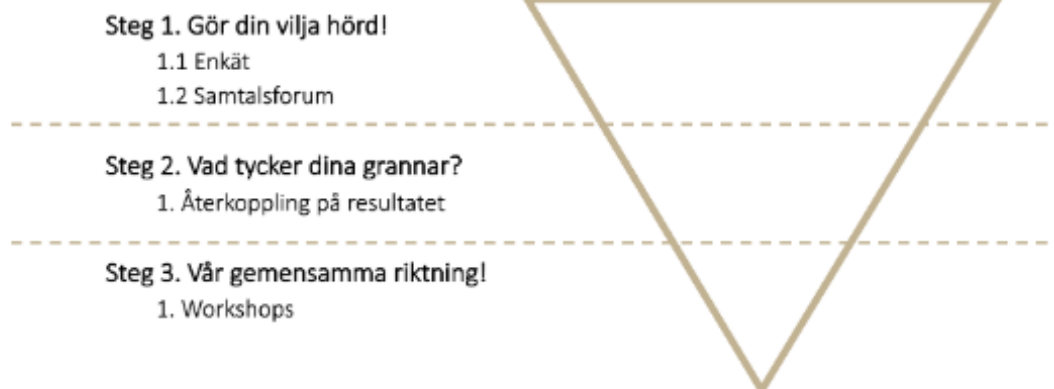 Steg 1. Gör din vilja hörd!
1.1 Enkät
1.2 Samtalsforum
Steg 2. Vad tycker dina grannar?
1. Återkoppling på resultatet
Steg 3. Vår gemensamma riktning!
1. Workshops